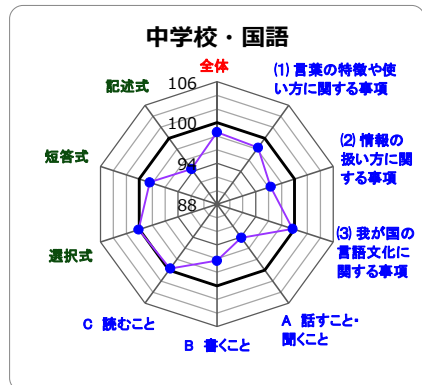 中学校・国語
全体
106
100
94
88
(1) 言葉の特徴や使
い方に関する事項
(2) 情報の
扱い方に関
する事項
(3) 我が国の
言語文化に
関する事項
A 話すこと・
聞くこと
B 書くこと
C 読むこと
選択式
短答式
記述式